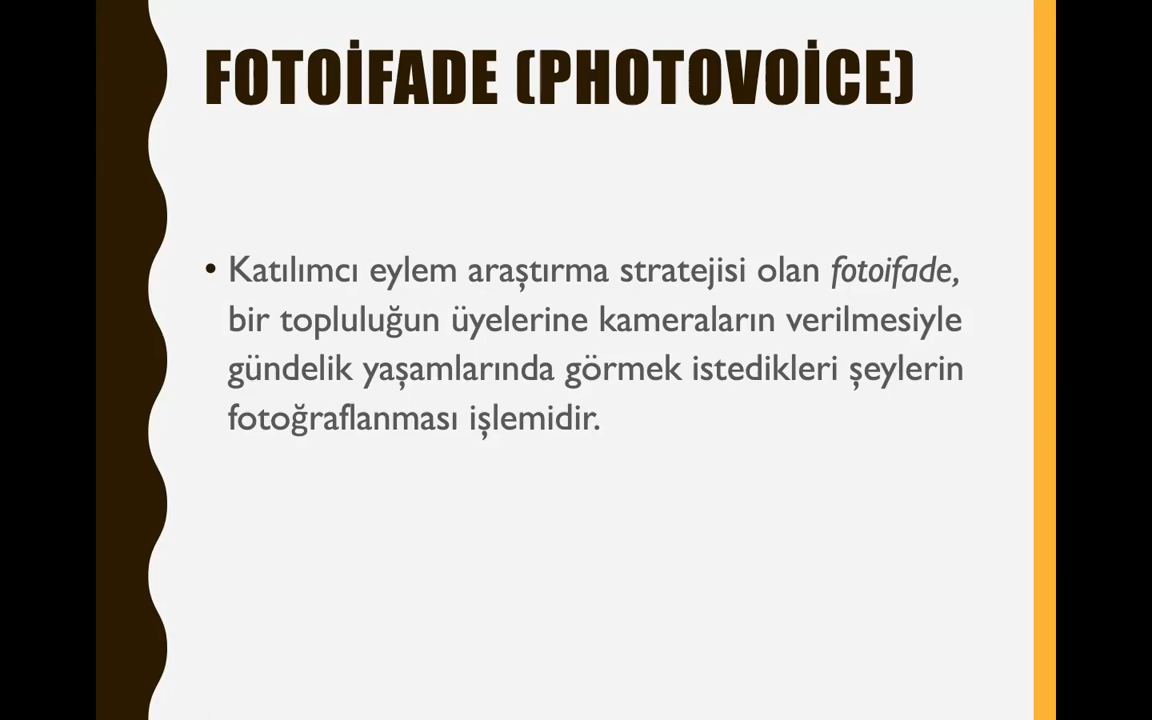 FOTOİFADE (PHOTOVOİCE)
• Katılımcı eylem araştırma stratejisi olan fotoifade,
bir topluluğun üyelerine kameraların verilmesiyle
gündelik yaşamlarında görmek istedikleri şeylerin
fotoğraflanması işlemidir.